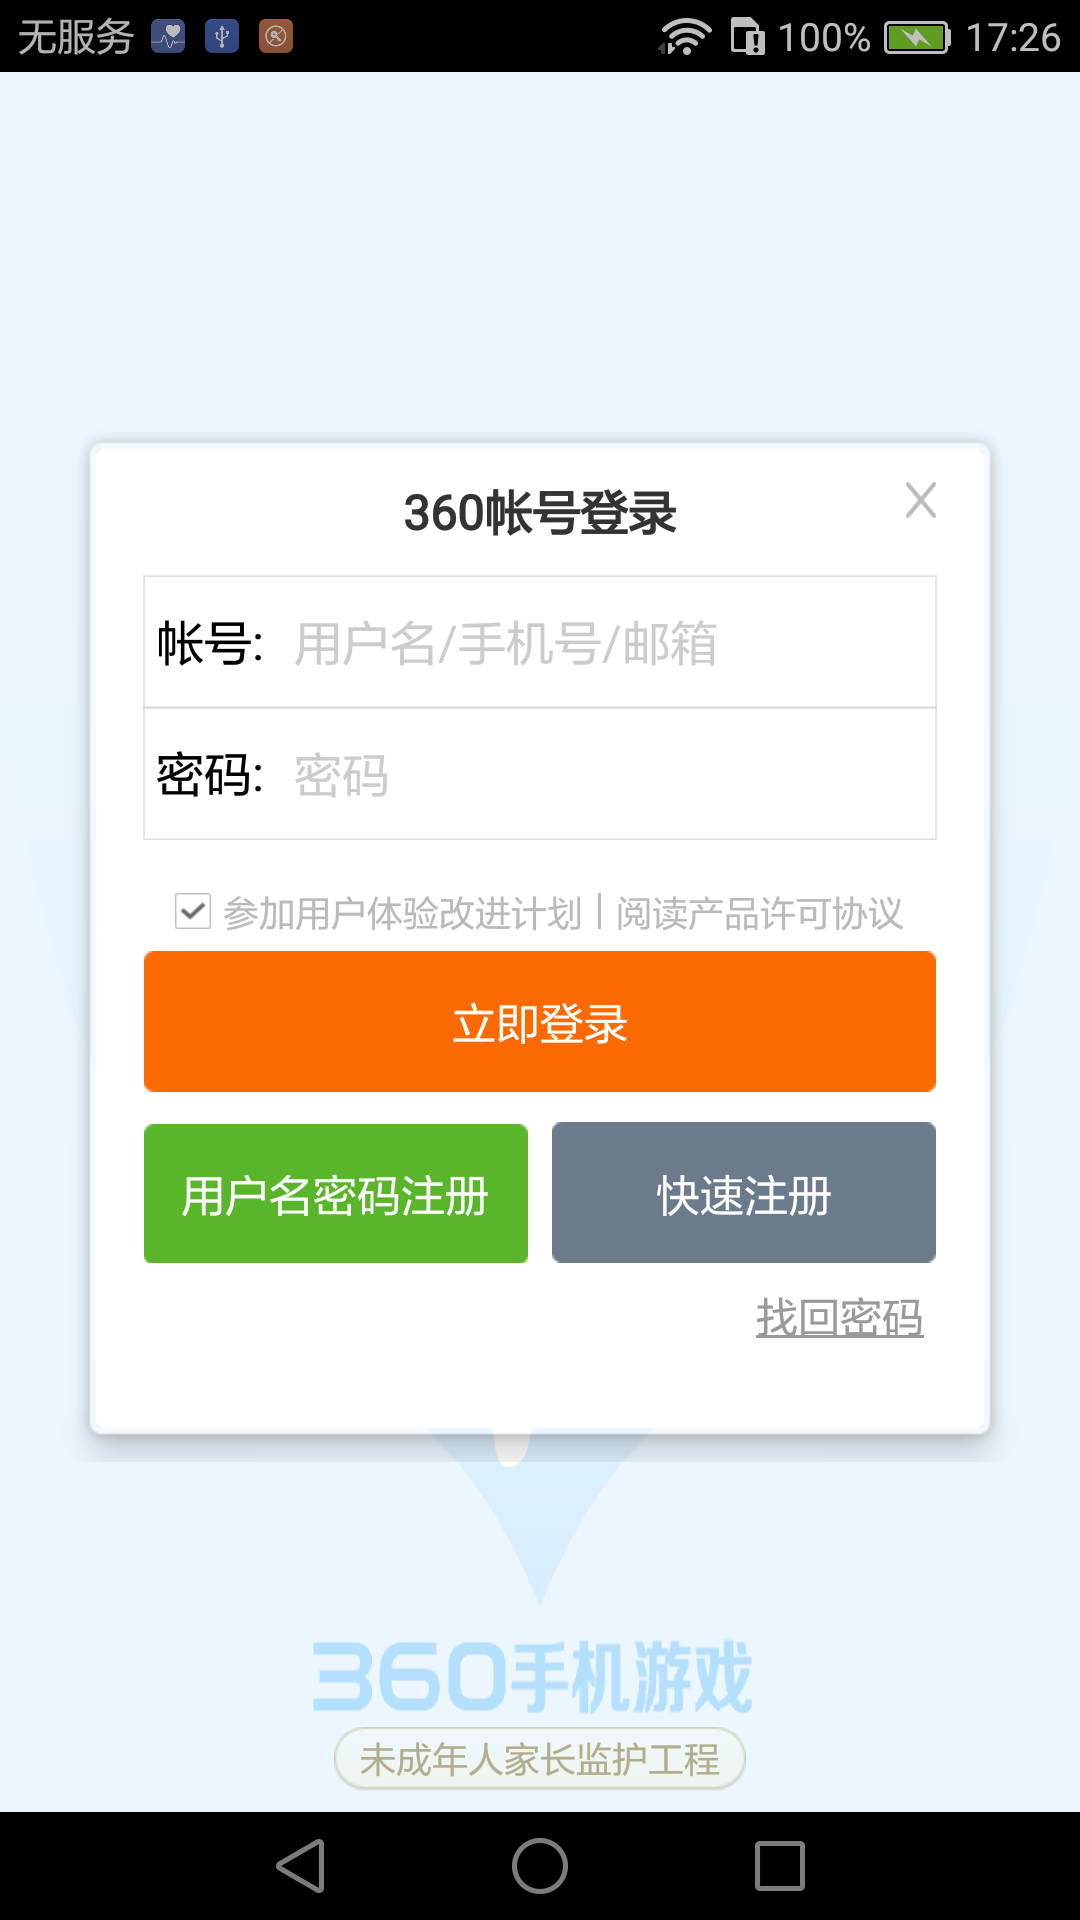 无服务 100% 17:26
360帐号登录
帐号: 用户名/手机号/邮箱
密码: 密码
参加用户体验改进计划 | 阅读产品许可协议
立即登录
用户名密码注册 快速注册
找回密码
360手机游戏
未成年人家长监护工程